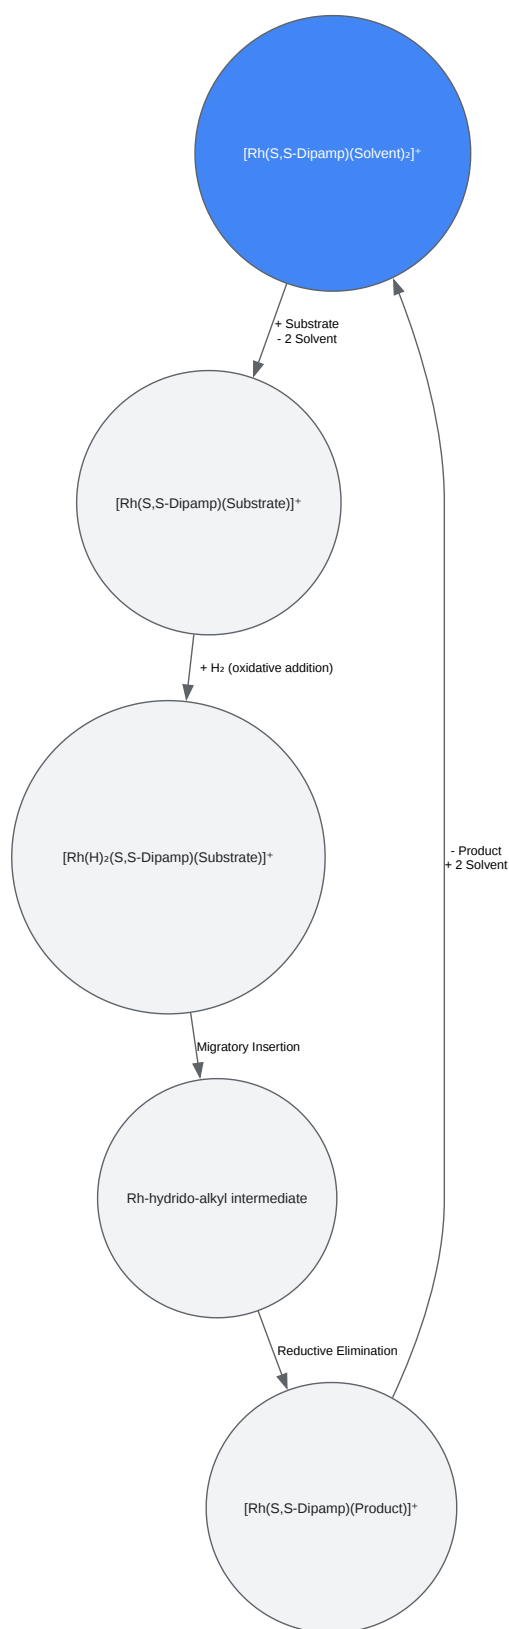 [Rh(S,S-Dipamp)(Solvent)₂]⁺
+ Substrate
- 2 Solvent
[Rh(S,S-Dipamp)(Substrate)]⁺
+ H₂ (oxidative addition)
[Rh(H)₂(S,S-Dipamp)(Substrate)]⁺
- Product
+ 2 Solvent
Migratory Insertion
Rh-hydrido-alkyl intermediate
Reductive Elimination
[Rh(S,S-Dipamp)(Product)]⁺